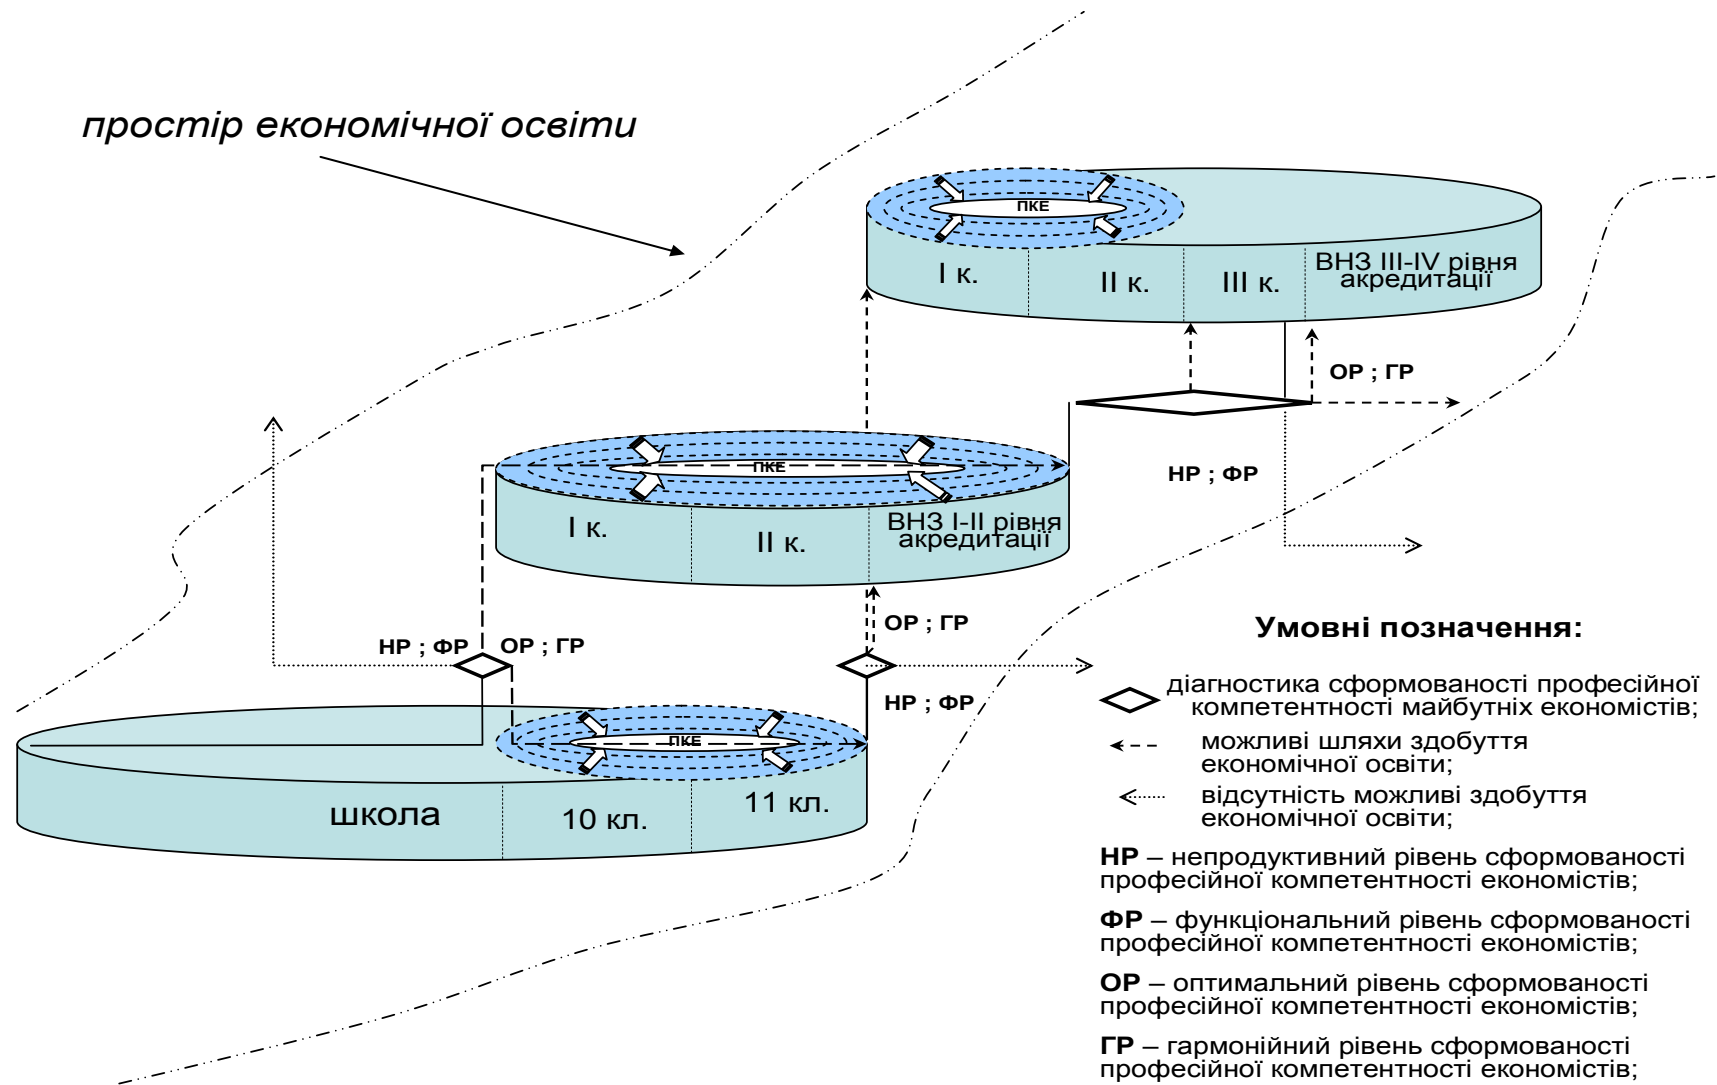 простір економічної освіти
ПКЕ
І к.
ІІ к.
ІІІ к.
ВНЗ ІІІ-ІV рівня
акредитації
ОР ; ГР
НР ; ФР
ПКЕ
І к.
ІІ к.
ВНЗ І-ІІ рівня
акредитації
ОР ; ГР
НР ; ФР
ОР ; ГР
НР ; ФР
ПКЕ
школа
10 кл.
11 кл.
Умовні позначення:
діагностика сформованості професійної
компетентності майбутніх економістів;
можливі шляхи здобуття
економічної освіти;
відсутність можливі здобуття
економічної освіти;
НР – непродуктивний рівень сформованості
професійної компетентності економістів;
ФР – функціональний рівень сформованості
професійної компетентності економістів;
ОР – оптимальний рівень сформованості
професійної компетентності економістів;
ГР – гармонійний рівень сформованості
професійної компетентності економістів;